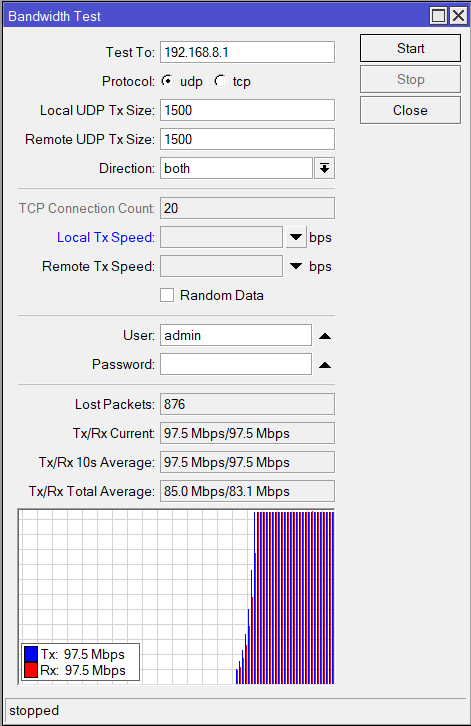 Bandwidth Test
Test To: 192.168.8.1
Start
Protocol: udp tcp
Stop
Local UDP Tx Size: 1500
Close
Remote UDP Tx Size: 1500
Direction: both
TCP Connection Count: 20
Local Tx Speed: bps
Remote Tx Speed: bps
Random Data
User: admin
Password:
Lost Packets: 876
Tx/Rx Current: 97.5 Mbps/97.5 Mbps
Tx/Rx 10s Average: 97.5 Mbps/97.5 Mbps
Tx/Rx Total Average: 85.0 Mbps/83.1 Mbps
Tx: 97.5 Mbps
Rx: 97.5 Mbps
stopped